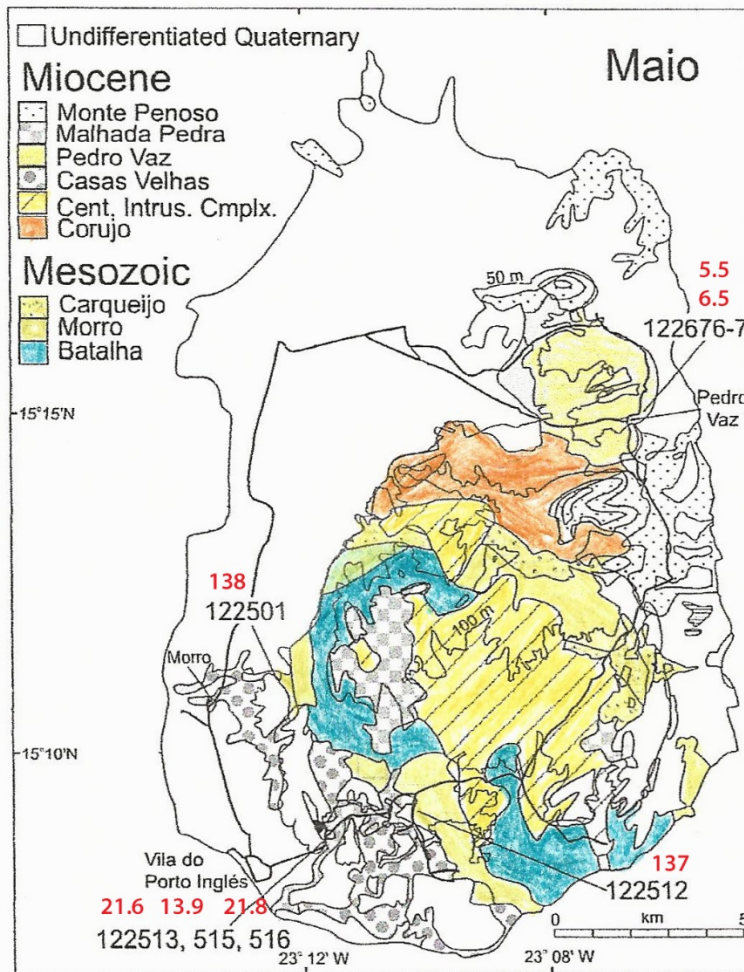 Undifferentiated Quaternary
Maio
Miocene
Monte Penoso
Malhada Pedra
Pedro Vaz
Casas Velhas
Cent. Intrus. Cmplx.
Corujo
Mesozoic
Carqueijo
Morro
Batalha
50 m
5.5
6.5
122676-7
Pedro
Vaz
15°15'N
138
122501
100 m
Morro
15°10'N
Vila do
Porto Inglés
137
122512
21.6 13.9 21.8
122513, 515, 516
0 km 5
23° 12' W
23° 08' W